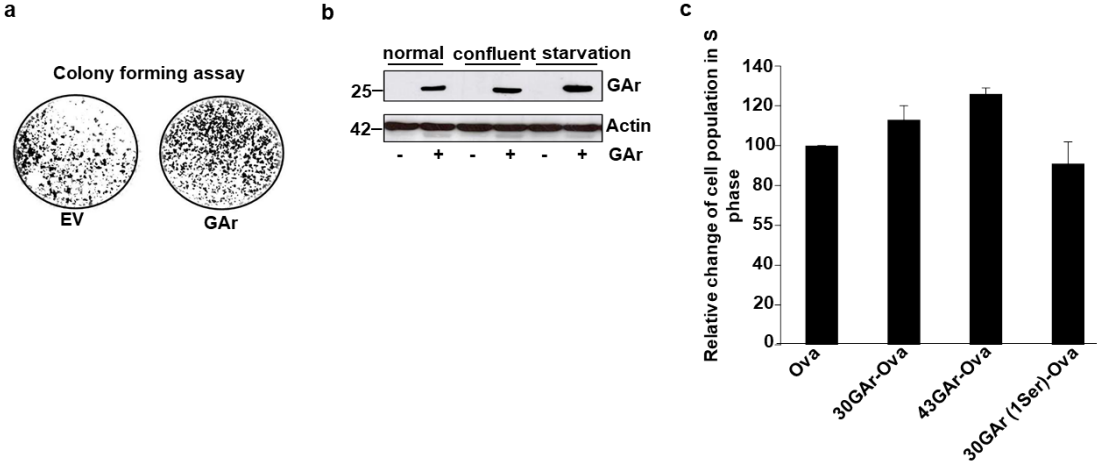 a
Colony forming assay
EV
GAr
b
normal confluent starvation
25
GAr
42
Actin
- + - + - + GAr
c
Relative change of cell population in S
phase
140
120
100
80
55
40
20
0
Ova
30GAr-Ova
43GAr-Ova
30GAr (1Ser)-Ova